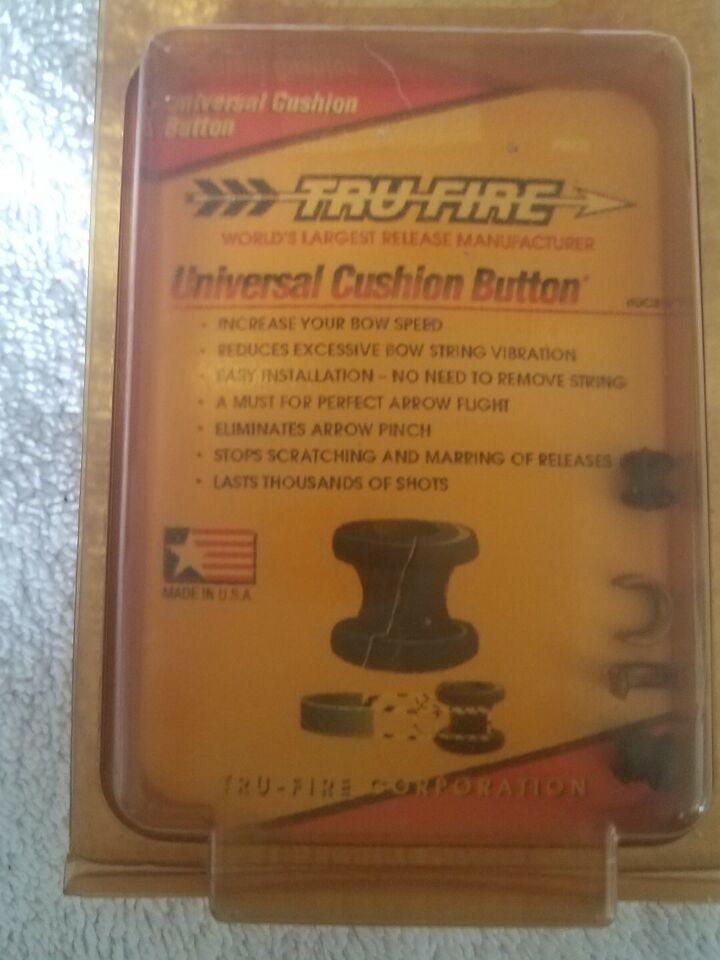 Universal Cushion
Button
TRU-FIRE
WORLD'S LARGEST RELEASE MANUFACTURER
Universal Cushion Button
• INCREASE YOUR BOW SPEED
• REDUCES EXCESSIVE BOW STRING VIBRATION
• EASY INSTALLATION – NO NEED TO REMOVE STRING
• A MUST FOR PERFECT ARROW FLIGHT
• ELIMINATES ARROW PINCH
• STOPS SCRATCHING AND MARRING OF RELEASES
• LASTS THOUSANDS OF SHOTS
MADE IN U.S.A.
TRU-FIRE CORPORATION